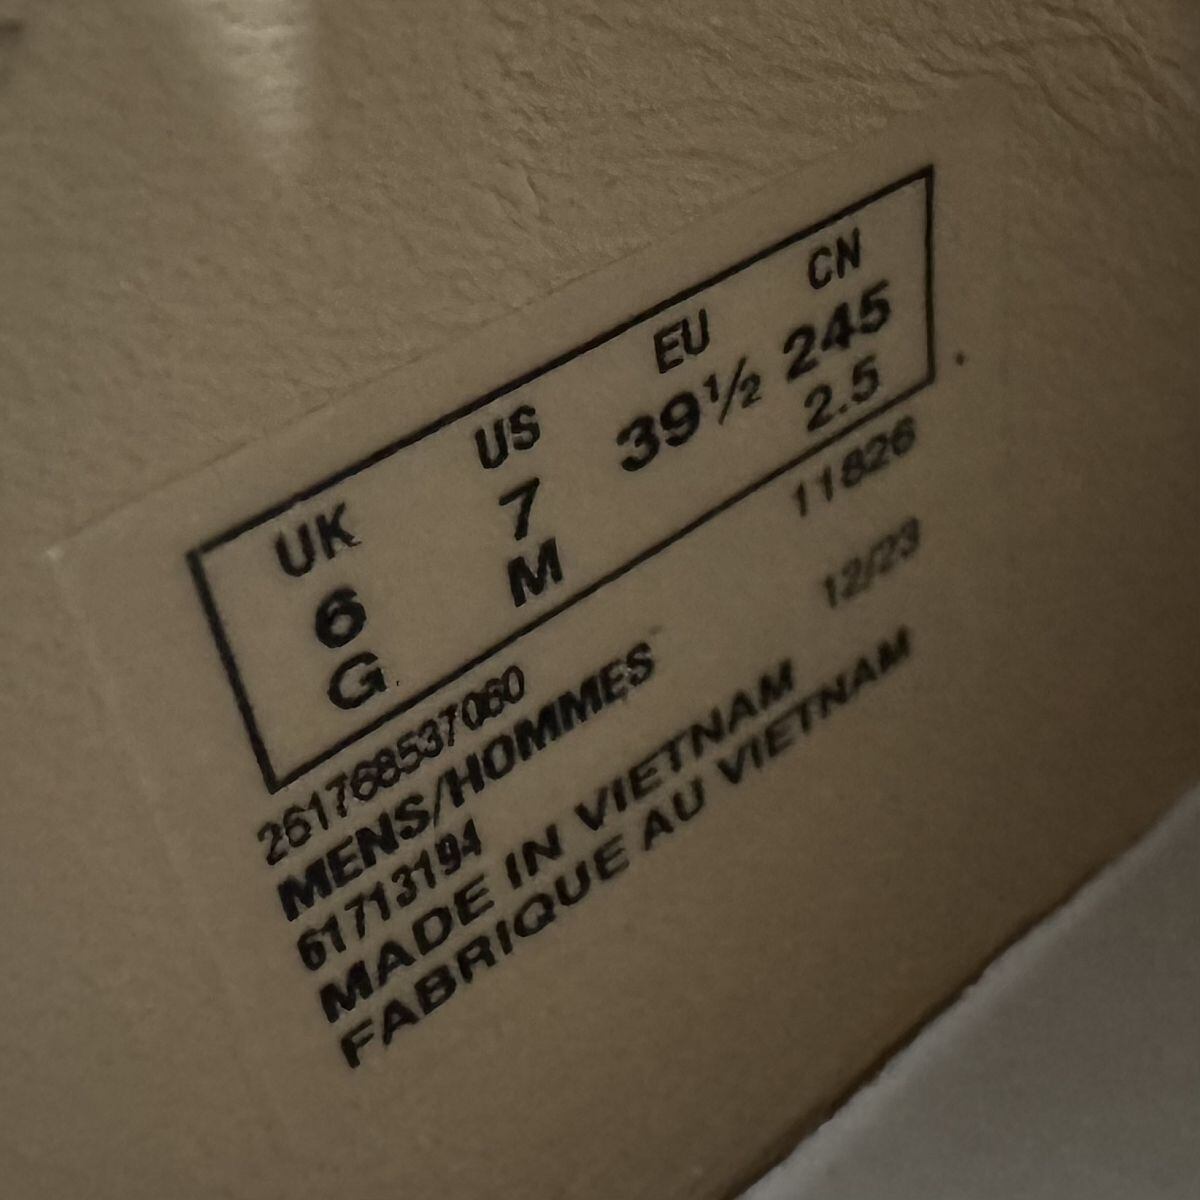 UK US EU CN
6 7 39½ 245
G M 2.5
261768537060 11826
MENS/HOMMES 12/23
61713194
MADE IN VIETNAM
FABRIQUE AU VIETNAM